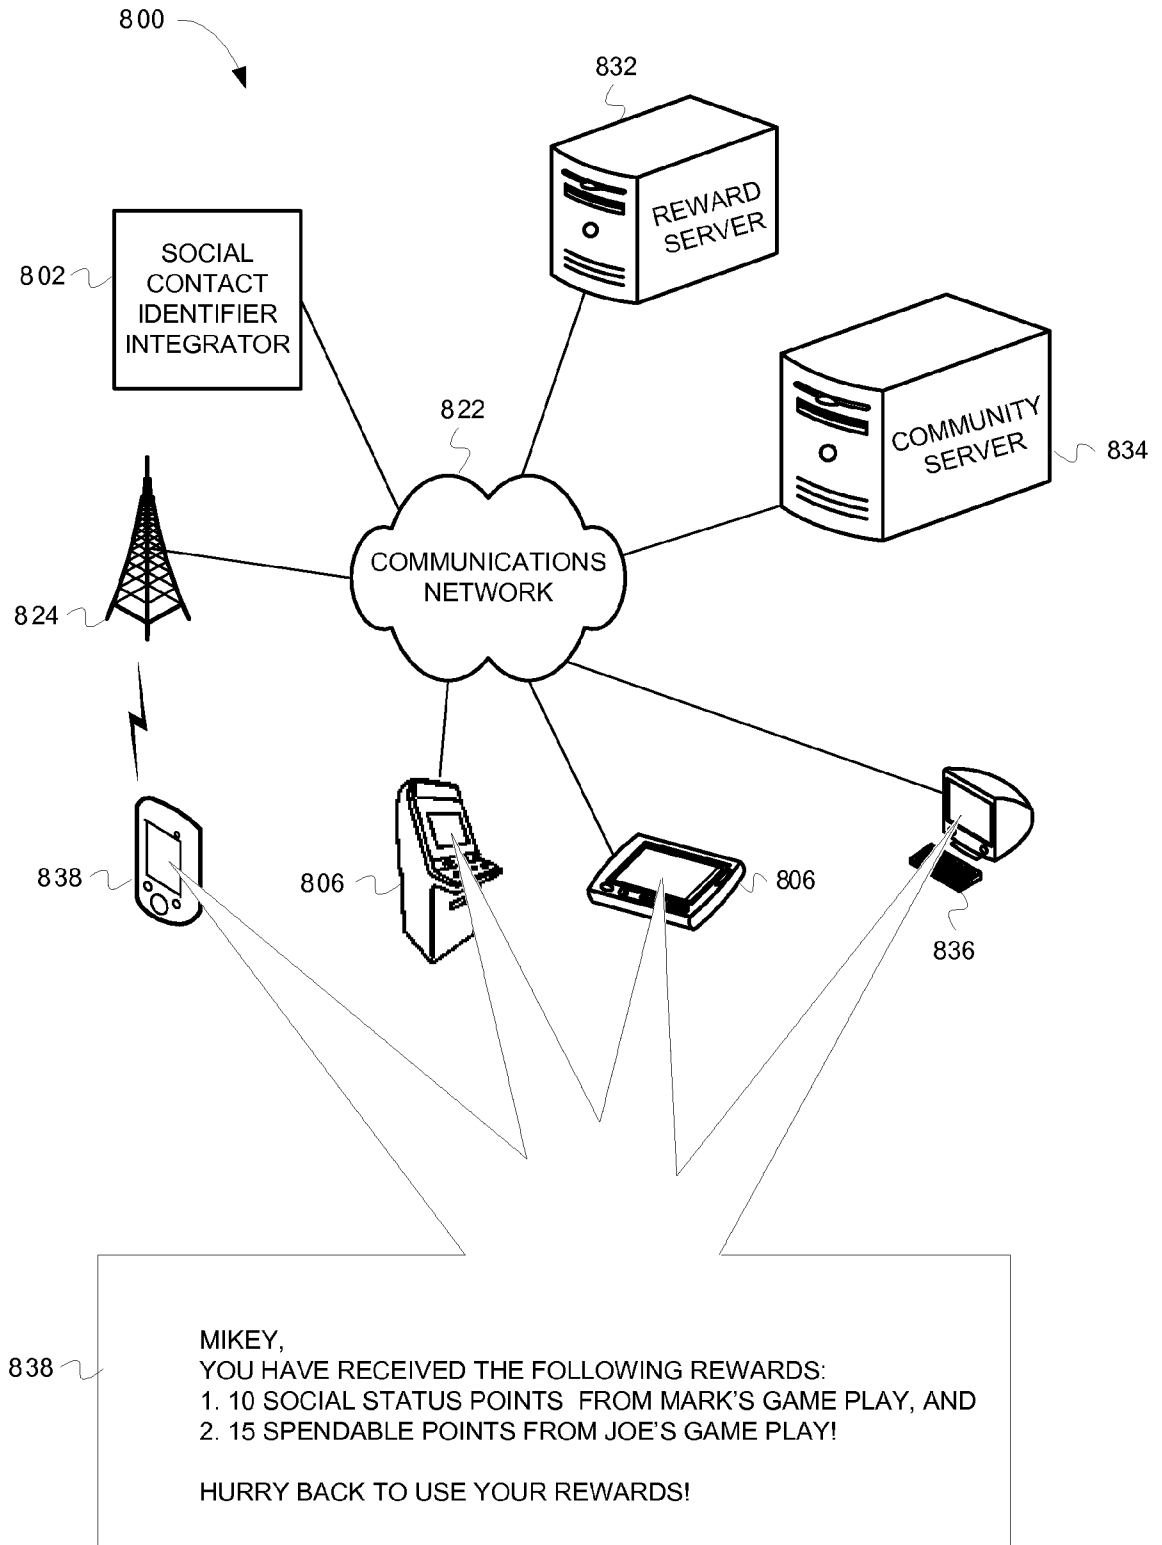 800
832
REWARD
SERVER
802
SOCIAL
CONTACT
IDENTIFIER
INTEGRATOR
822
COMMUNITY
SERVER
834
COMMUNICATIONS
NETWORK
824
838
806
806
836
838
MIKEY,
YOU HAVE RECEIVED THE FOLLOWING REWARDS:
1. 10 SOCIAL STATUS POINTS FROM MARK'S GAME PLAY, AND
2. 15 SPENDABLE POINTS FROM JOE'S GAME PLAY!
HURRY BACK TO USE YOUR REWARDS!